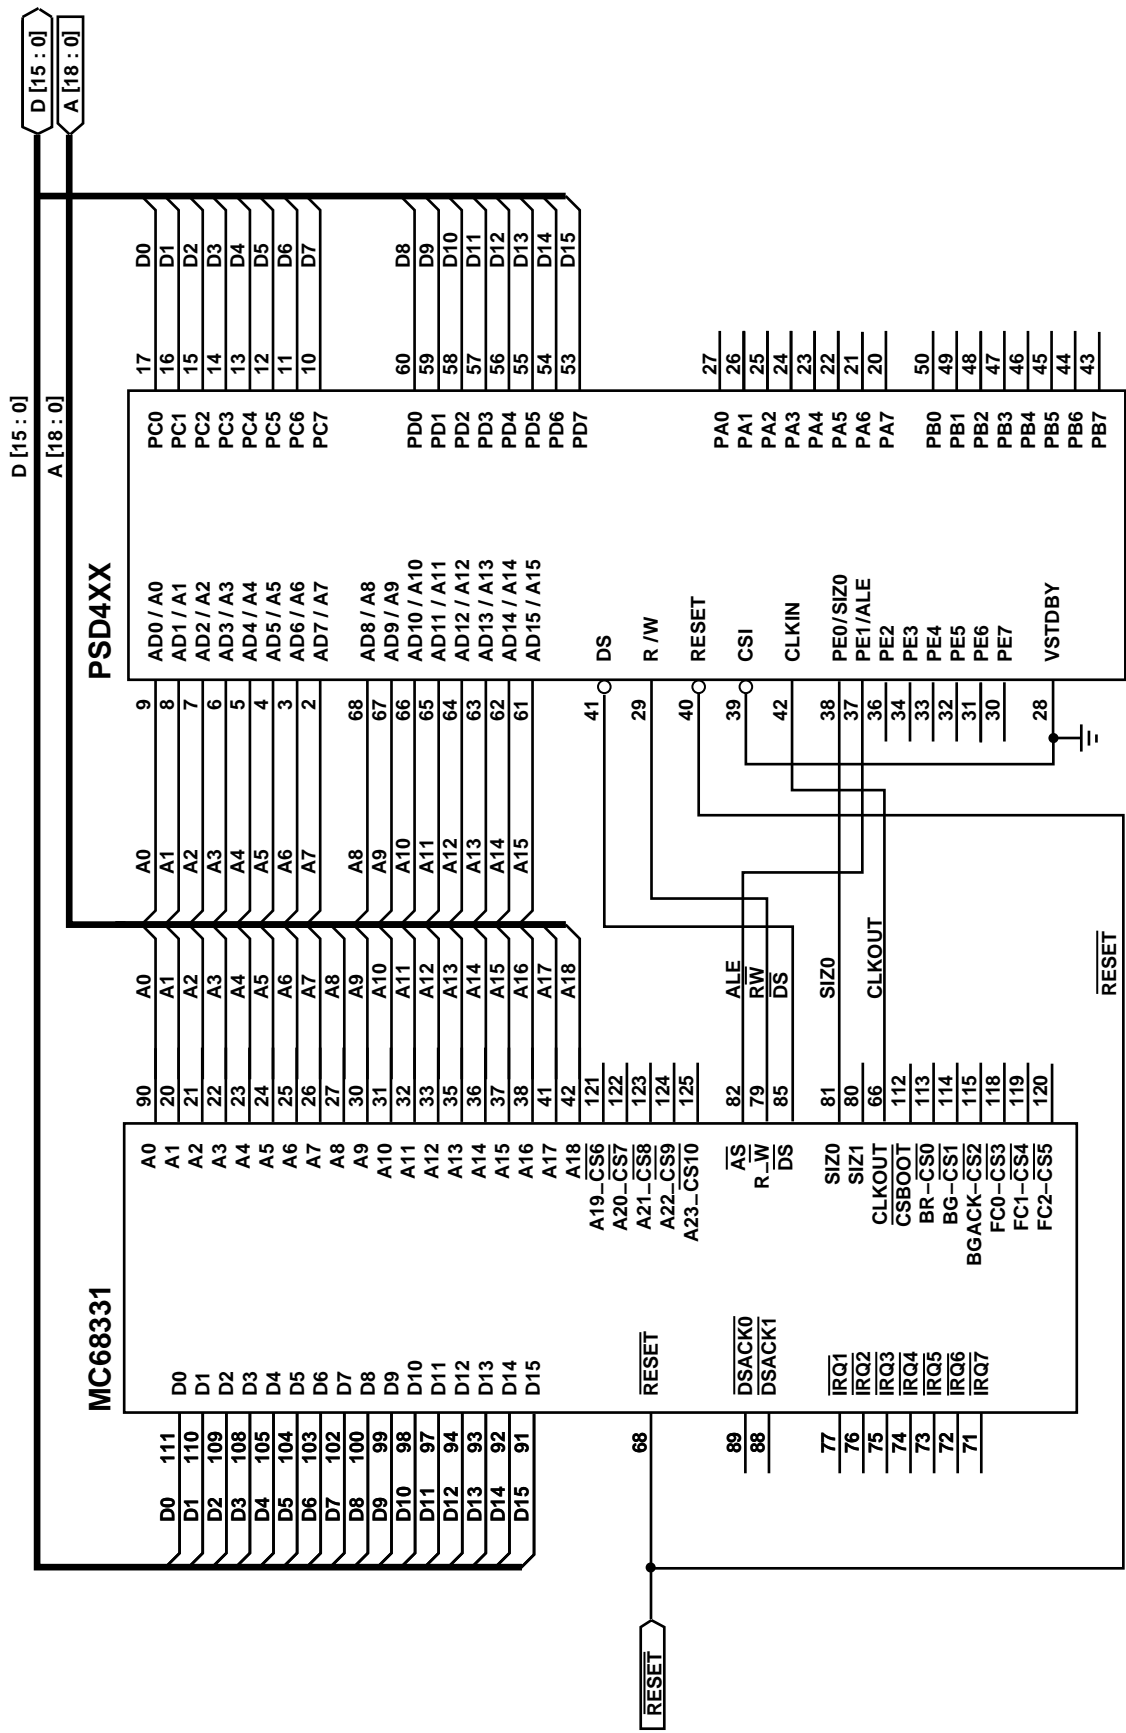 D [15 : 0]
D [15 : 0]
A [18 : 0]
A [18 : 0]
MC68331
D0 111 D0
D1 110 D1
D2 109 D2
D3 108 D3
D4 105 D4
D5 104 D5
D6 103 D6
D7 102 D7
D8 100 D8
D9 99 D9
D10 98 D10
D11 97 D11
D12 94 D12
D13 93 D13
D14 92 D14
D15 91 D15
RESET
68 RESET
89 DSACK0
88 DSACK1
77 IRQ1
76 IRQ2
75 IRQ3
74 IRQ4
73 IRQ5
72 IRQ6
71 IRQ7
A0 90 A0
A1 20 A1
A2 21 A2
A3 22 A3
A4 23 A4
A5 24 A5
A6 25 A6
A7 26 A7
A8 27 A8
A9 30 A9
A10 31 A10
A11 32 A11
A12 33 A12
A13 35 A13
A14 36 A14
A15 37 A15
A16 38 A16
A17 41 A17
A18 42 A18
A19_CS6 121
A20_CS7 122
A21_CS8 123
A22_CS9 124
A23_CS10 125
AS 82 ALE
R_W 79 RW
DS 85 DS
SIZ0 81 SIZ0
SIZ1 80
CLKOUT 66 CLKOUT
CSBOOT 112
BR–CS0 113
BG–CS1 114
BGACK–CS2 115
FC0–CS3 118
FC1–CS4 119
FC2–CS5 120
RESET
PSD4XX
A0 9 AD0 / A0
A1 8 AD1 / A1
A2 7 AD2 / A2
A3 6 AD3 / A3
A4 5 AD4 / A4
A5 4 AD5 / A5
A6 3 AD6 / A6
A7 2 AD7 / A7
A8 68 AD8 / A8
A9 67 AD9 / A9
A10 66 AD10 / A10
A11 65 AD11 / A11
A12 64 AD12 / A12
A13 63 AD13 / A13
A14 62 AD14 / A14
A15 61 AD15 / A15
41 DS
29 R /W
40 RESET
39 CSI
42 CLKIN
38 PE0/SIZ0
37 PE1/ALE
36 PE2
34 PE3
33 PE4
32 PE5
31 PE6
30 PE7
28 VSTDBY
PC0 17 D0
PC1 16 D1
PC2 15 D2
PC3 14 D3
PC4 13 D4
PC5 12 D5
PC6 11 D6
PC7 10 D7
PD0 60 D8
PD1 59 D9
PD2 58 D10
PD3 57 D11
PD4 56 D12
PD5 55 D13
PD6 54 D14
PD7 53 D15
PA0 27
PA1 26
PA2 25
PA3 24
PA4 23
PA5 22
PA6 21
PA7 20
PB0 50
PB1 49
PB2 48
PB3 47
PB4 46
PB5 45
PB6 44
PB7 43